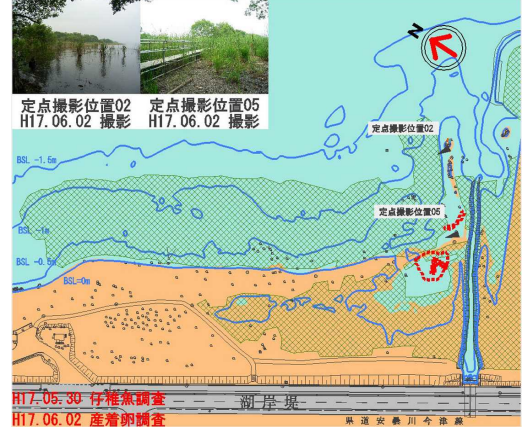 定点撮影位置02
H17.06.02 撮影
定点撮影位置05
H17.06.02 撮影
N
定点撮影位置02
BSL -1.5m
定点撮影位置05
BSL -1m
BSL -0.5m
BSL=0m
H17.05.30 仔稚魚調査
湖岸堤
H17.06.02 産着卵調査
県道安曇川今津線